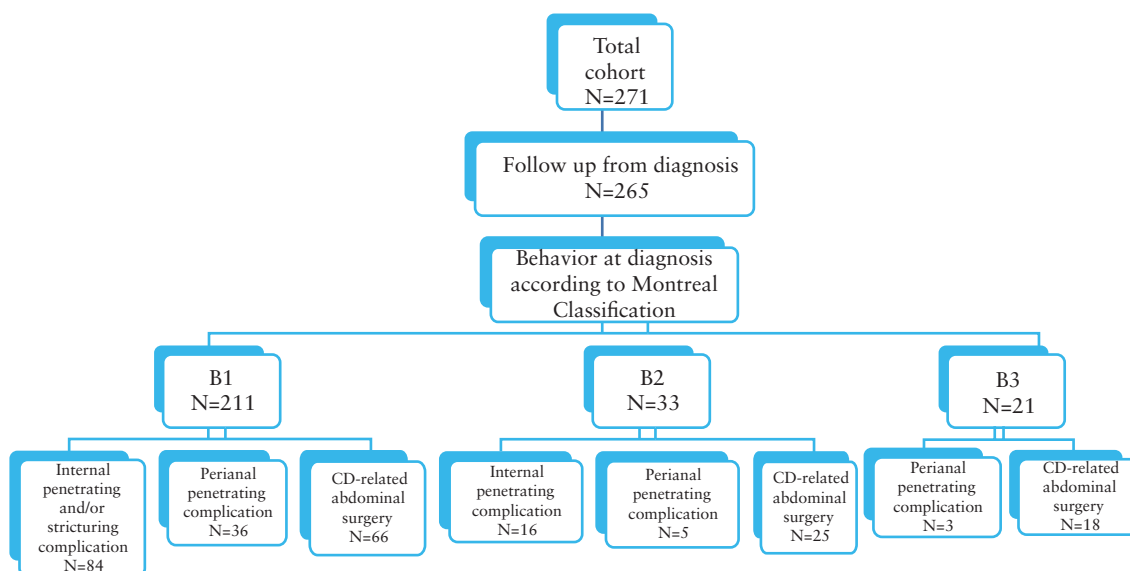 Total
cohort
N=271
Follow up from diagnosis
N=265
Behavior at diagnosis
according to Montreal
Classification
B1
N=211
B2
N=33
B3
N=21
Internal
penetrating
and/or
stricturing
complication
N=84
Perianal
penetrating
complication
N=36
CD-related
abdominal
surgery
N=66
Internal
penetrating
complication
N=16
Perianal
penetrating
complication
N=5
CD-related
abdominal
surgery
N=25
Perianal
penetrating
complication
N=3
CD-related
abdominal
surgery
N=18